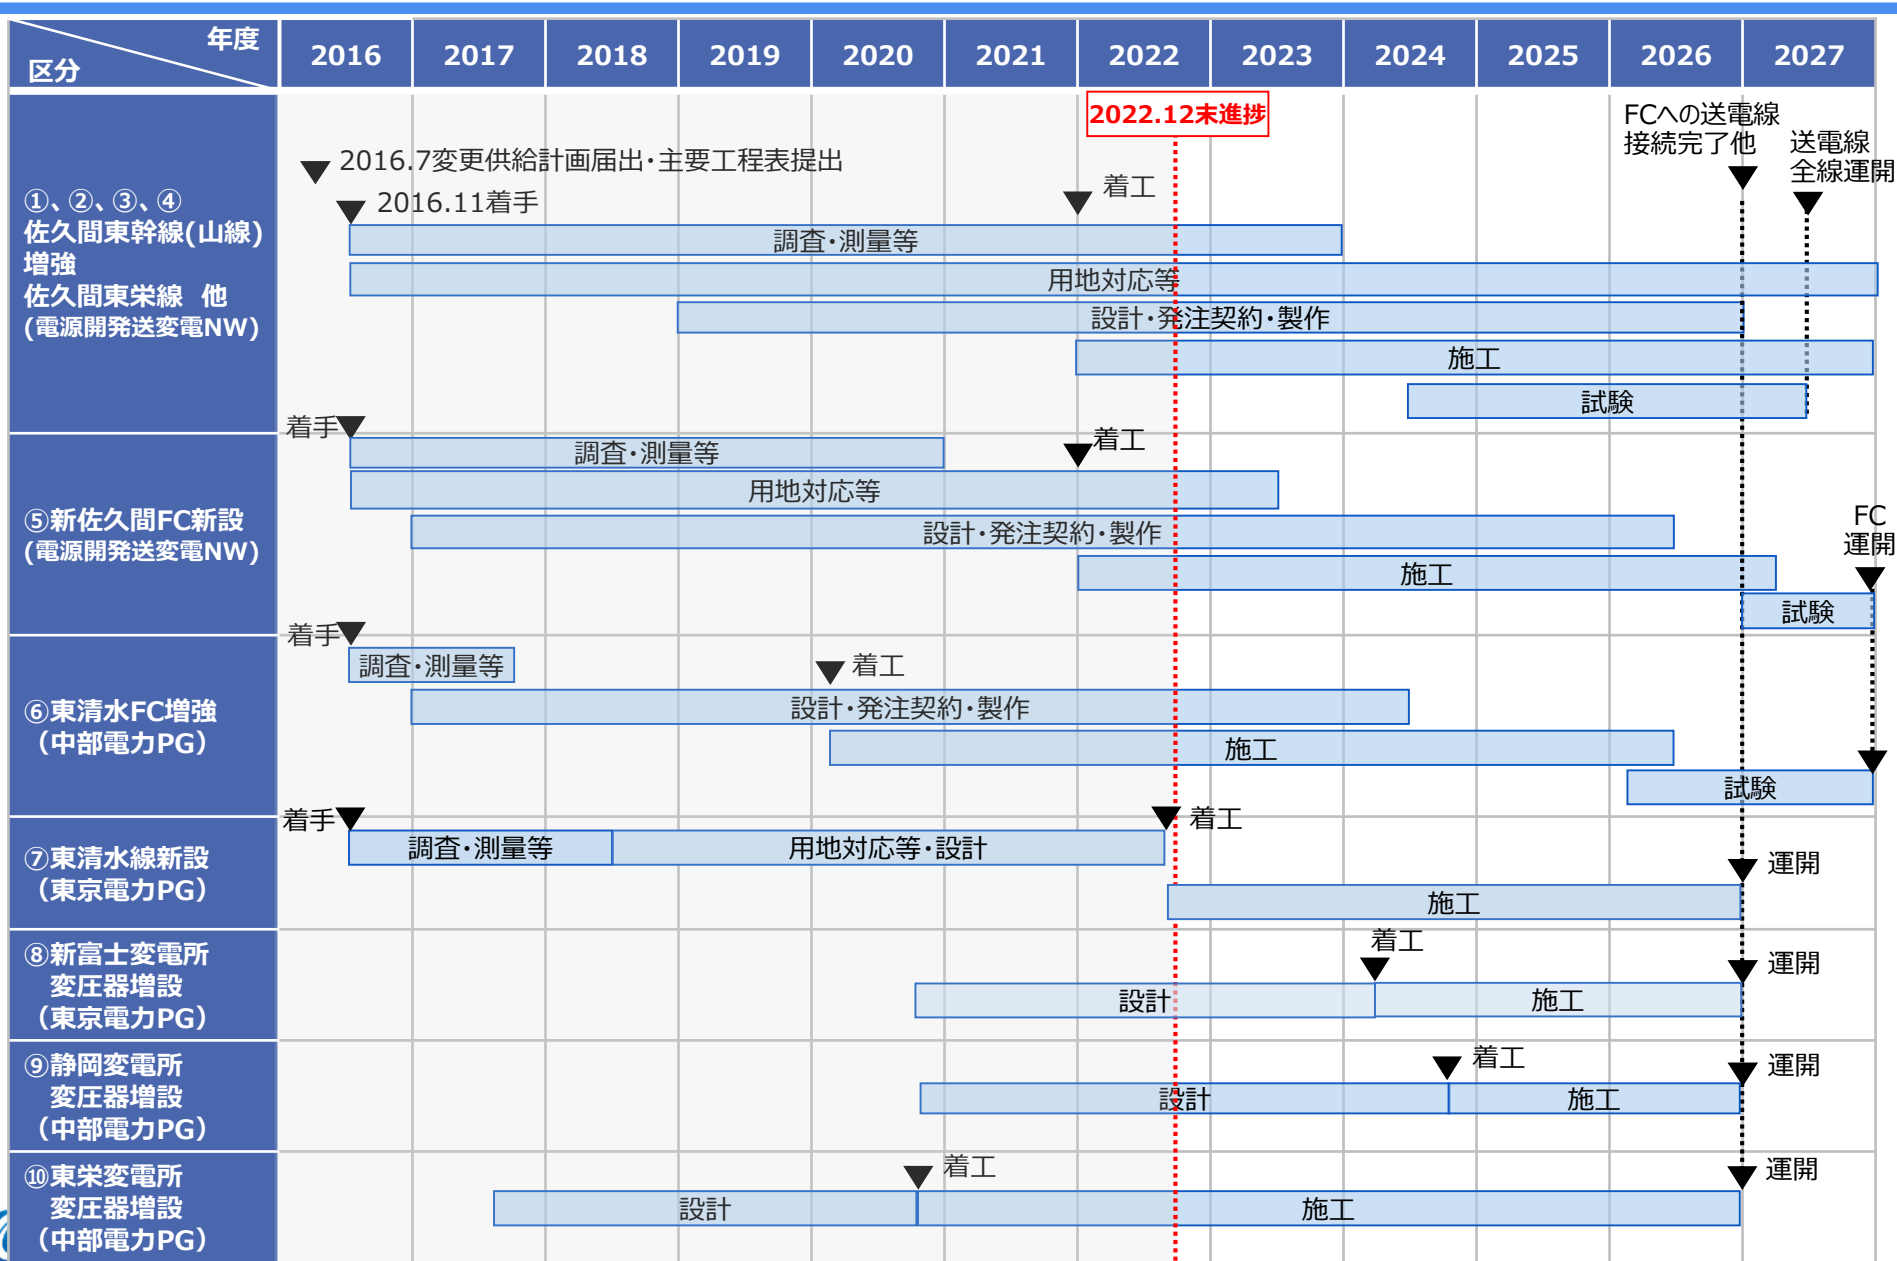 年度
区分
2016 2017 2018 2019 2020 2021 2022 2023 2024 2025 2026 2027
2022.12末進捗
FCへの送電線
接続完了他
送電線
全線運開
①、②、③、④
佐久間東幹線(山線)
増強
佐久間東栄線 他
(電源開発送変電NW)
2016.7変更供給計画届出・主要工程表提出
2016.11着手
着工
調査・測量等
用地対応等
設計・発注契約・製作
施工
試験
⑤新佐久間FC新設
(電源開発送変電NW)
着手
着工
調査・測量等
用地対応等
設計・発注契約・製作
施工
試験
FC
運開
⑥東清水FC増強
(中部電力PG)
着手
調査・測量等
着工
設計・発注契約・製作
施工
試験
⑦東清水線新設
(東京電力PG)
着手
着工
調査・測量等
用地対応等・設計
施工
運開
⑧新富士変電所
変圧器増設
(東京電力PG)
着工
設計
施工
運開
⑨静岡変電所
変圧器増設
(中部電力PG)
着工
設計
施工
運開
⑩東栄変電所
変圧器増設
(中部電力PG)
着工
設計
施工
運開